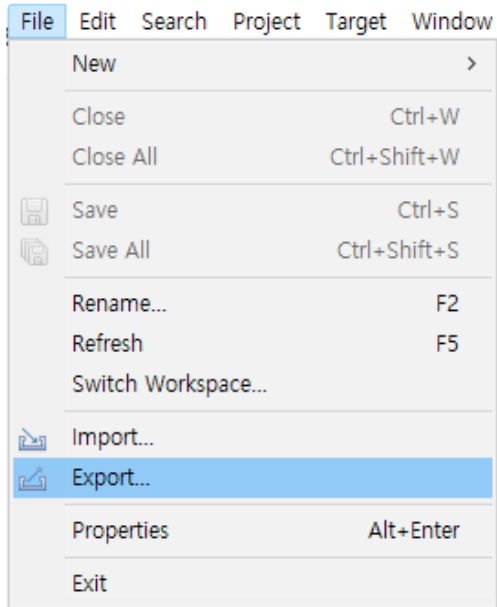 File Edit Search Project Target Window
New >
Close Ctrl+W
Close All Ctrl+Shift+W
Save Ctrl+S
Save All Ctrl+Shift+S
Rename... F2
Refresh F5
Switch Workspace...
Import...
Export...
Properties Alt+Enter
Exit